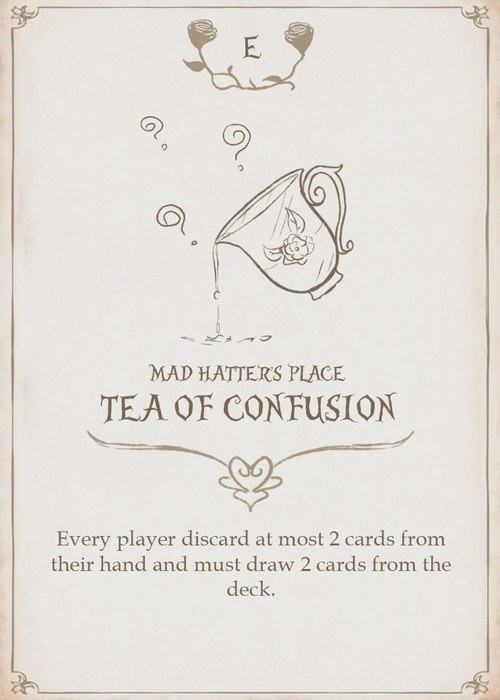 E
MAD HATTER'S PLACE
TEA OF CONFUSION
Every player discard at most 2 cards from
their hand and must draw 2 cards from the
deck.